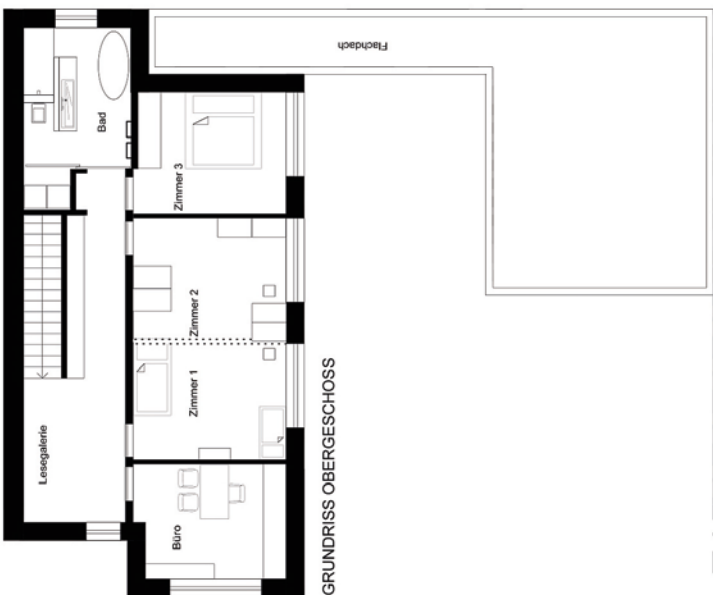 Flachdach
Bad
Zimmer 3
Zimmer 2
Zimmer 1
Lesegalerie
Büro
GRUNDRISS OBERGESCHOSS